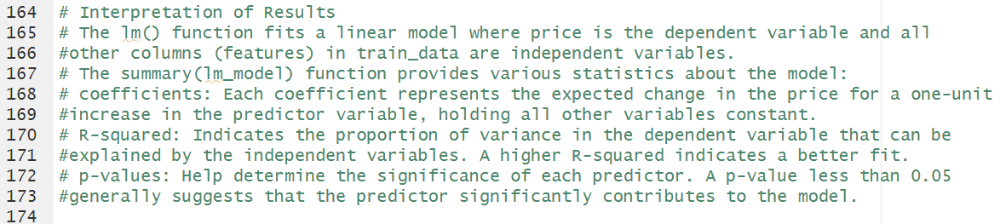 164 # Interpretation of Results
165 # The lm() function fits a linear model where price is the dependent variable and all
166 #other columns (features) in train_data are independent variables.
167 # The summary(lm_model) function provides various statistics about the model:
168 # coefficients: Each coefficient represents the expected change in the price for a one-unit
169 #increase in the predictor variable, holding all other variables constant.
170 # R-squared: Indicates the proportion of variance in the dependent variable that can be
171 #explained by the independent variables. A higher R-squared indicates a better fit.
172 # p-values: Help determine the significance of each predictor. A p-value less than 0.05
173 #generally suggests that the predictor significantly contributes to the model.
174